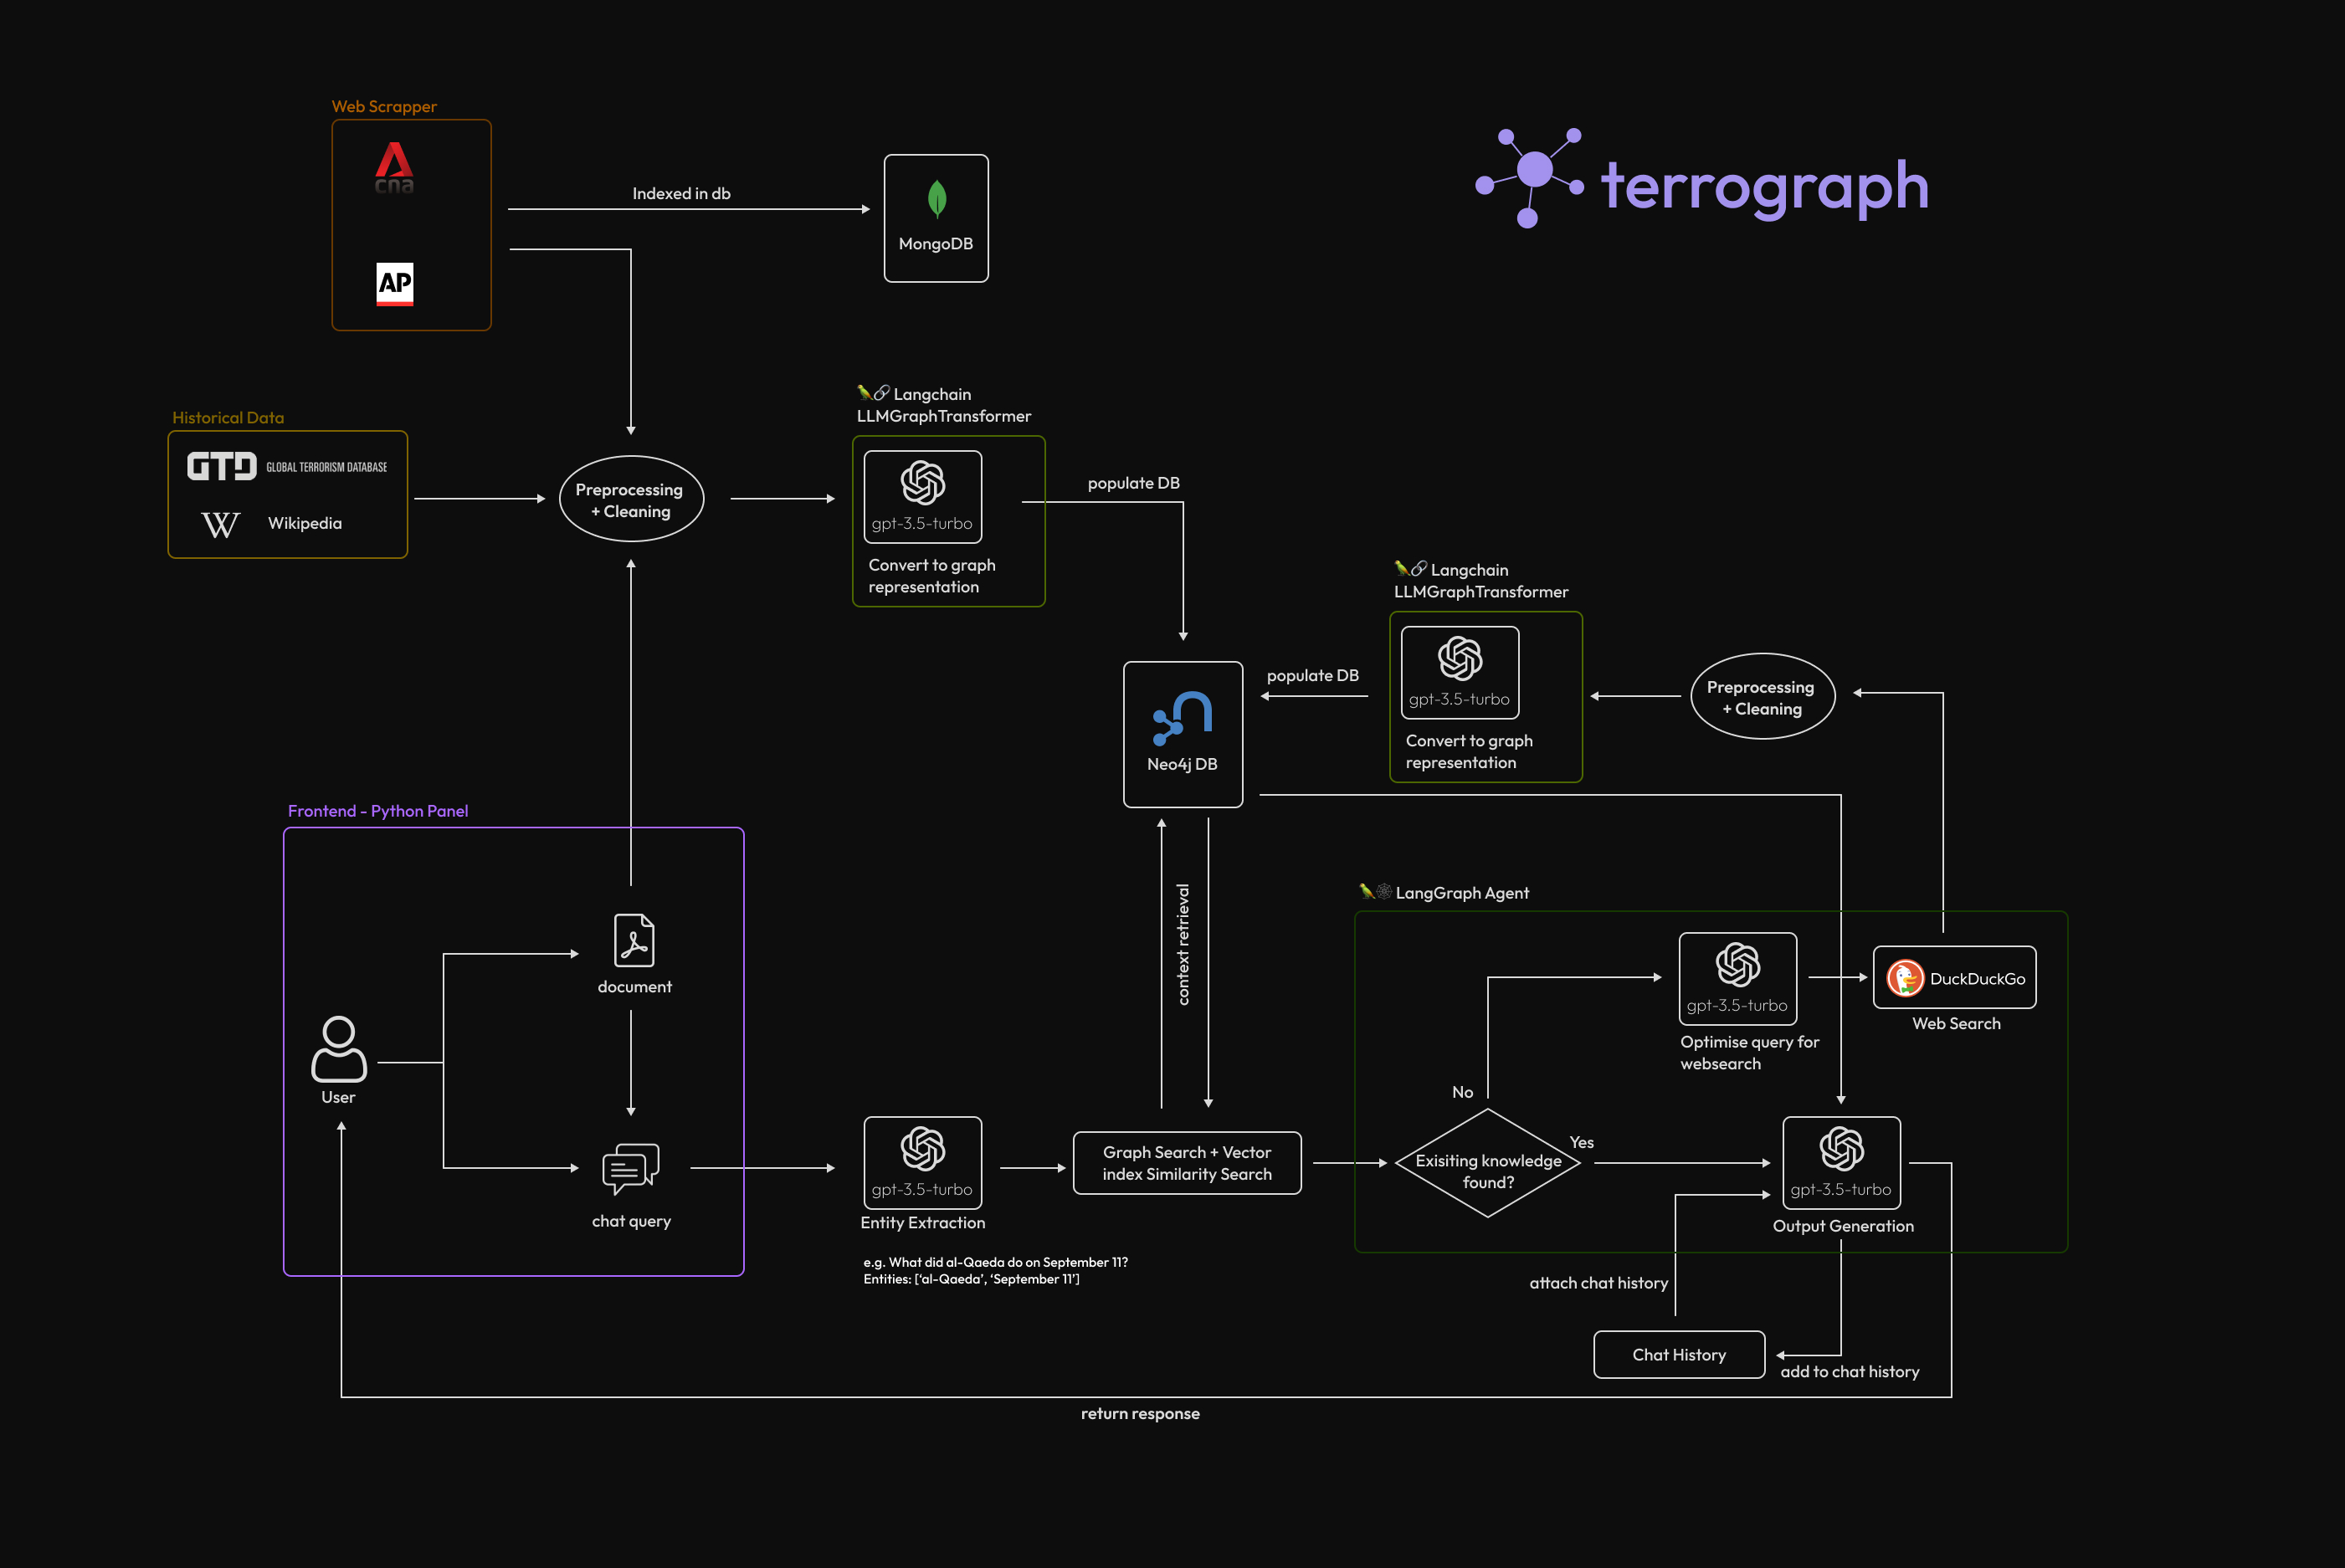 Web Scrapper
cna
AP
Indexed in db
MongoDB
terrograph
Historical Data
GTD GLOBAL TERRORISM DATABASE
W Wikipedia
Preprocessing
+ Cleaning
Langchain
LLMGraphTransformer
gpt-3.5-turbo
Convert to graph
representation
populate DB
Langchain
LLMGraphTransformer
gpt-3.5-turbo
Convert to graph
representation
populate DB
Preprocessing
+ Cleaning
Neo4j DB
Frontend - Python Panel
document
User
chat query
context retrieval
gpt-3.5-turbo
Entity Extraction
e.g. What did al-Qaeda do on September 11?
Entities: [‘al-Qaeda’, ‘September 11’]
Graph Search + Vector
index Similarity Search
LangGraph Agent
gpt-3.5-turbo
Optimise query for
websearch
DuckDuckGo
Web Search
No
Yes
Exisiting knowledge
found?
gpt-3.5-turbo
Output Generation
attach chat history
Chat History
add to chat history
return response